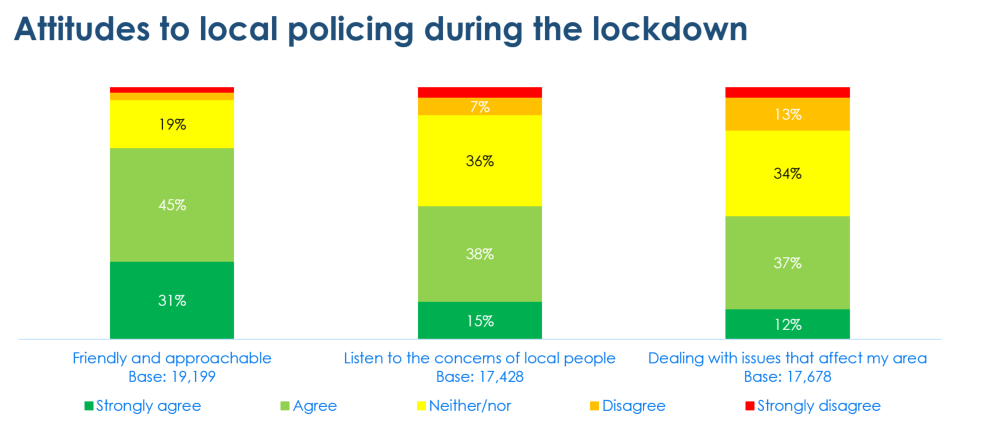 Attitudes to local policing during the lockdown
19%
45%
31%
7%
36%
38%
15%
13%
34%
37%
12%
Friendly and approachable
Base: 19,199
Listen to the concerns of local people
Base: 17,428
Dealing with issues that affect my area
Base: 17,678
Strongly agree
Agree
Neither/nor
Disagree
Strongly disagree